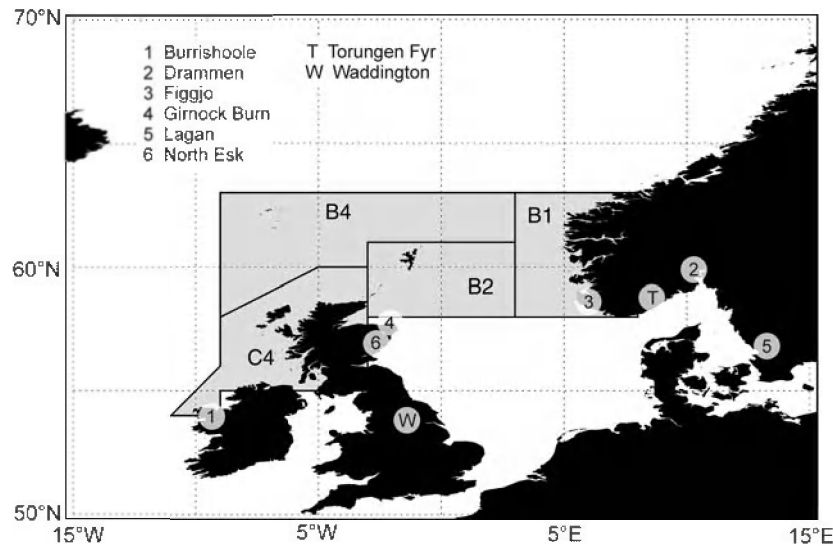 70°N
1 Burrishoole T Torungen Fyr
2 Drammen W Waddington
3 Figgjo
4 Girnock Burn
5 Lagan
6 North Esk
B4 B1
60°N 2
B2 3 T
4
C4 6 5
1 W
50°N
15°W 5°W 5°E 15°E